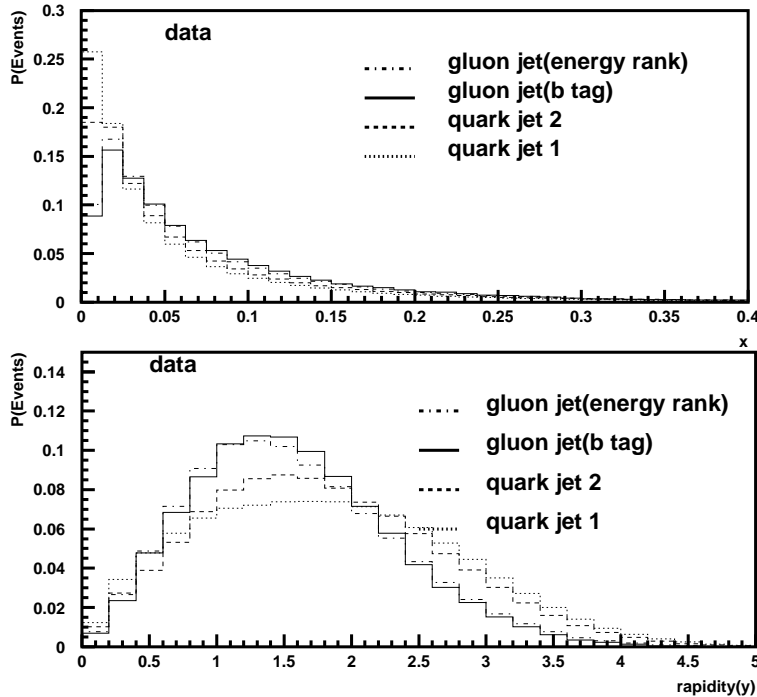 P(Events)
0.3
0.25
0.2
0.15
0.1
0.05
0
data
gluon jet(energy rank)
gluon jet(b tag)
quark jet 2
quark jet 1
0 0.05 0.1 0.15 0.2 0.25 0.3 0.35 0.4
x
P(Events)
0.14
0.12
0.1
0.08
0.06
0.04
0.02
0
data
gluon jet(energy rank)
gluon jet(b tag)
quark jet 2
quark jet 1
0 0.5 1 1.5 2 2.5 3 3.5 4 4.5 5
rapidity(y)